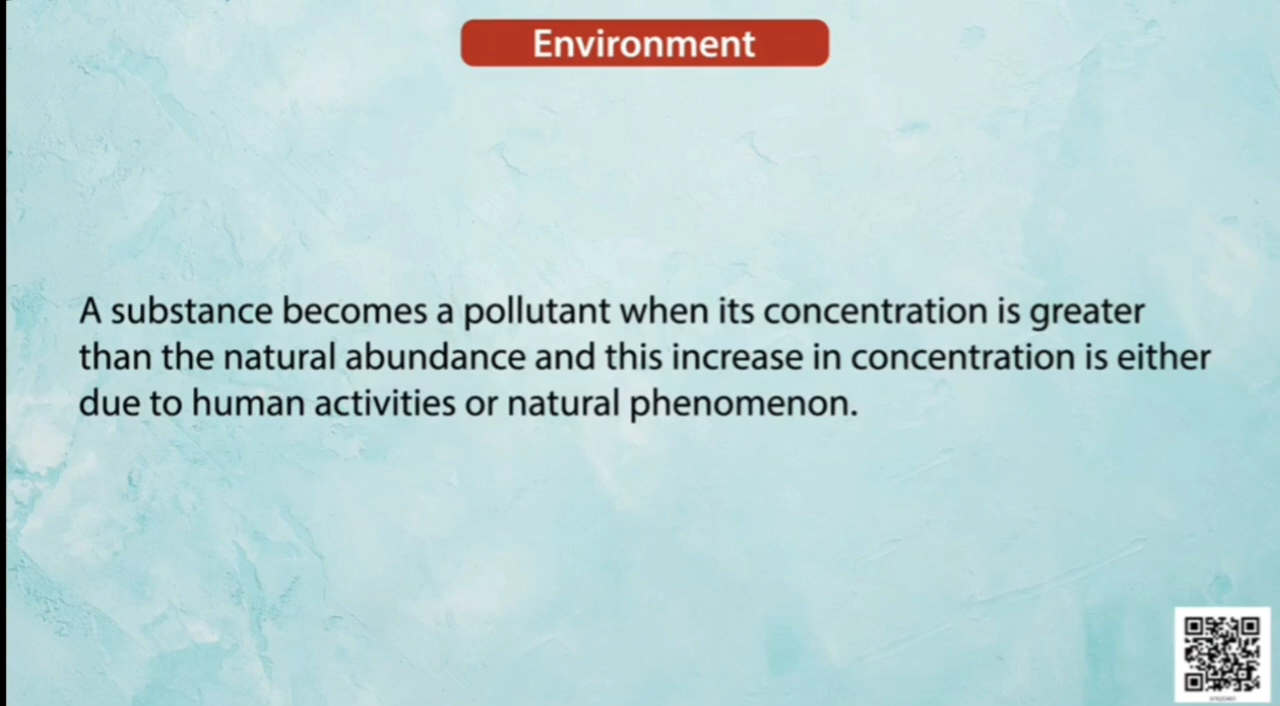 Environment
A substance becomes a pollutant when its concentration is greater
than the natural abundance and this increase in concentration is either
due to human activities or natural phenomenon.